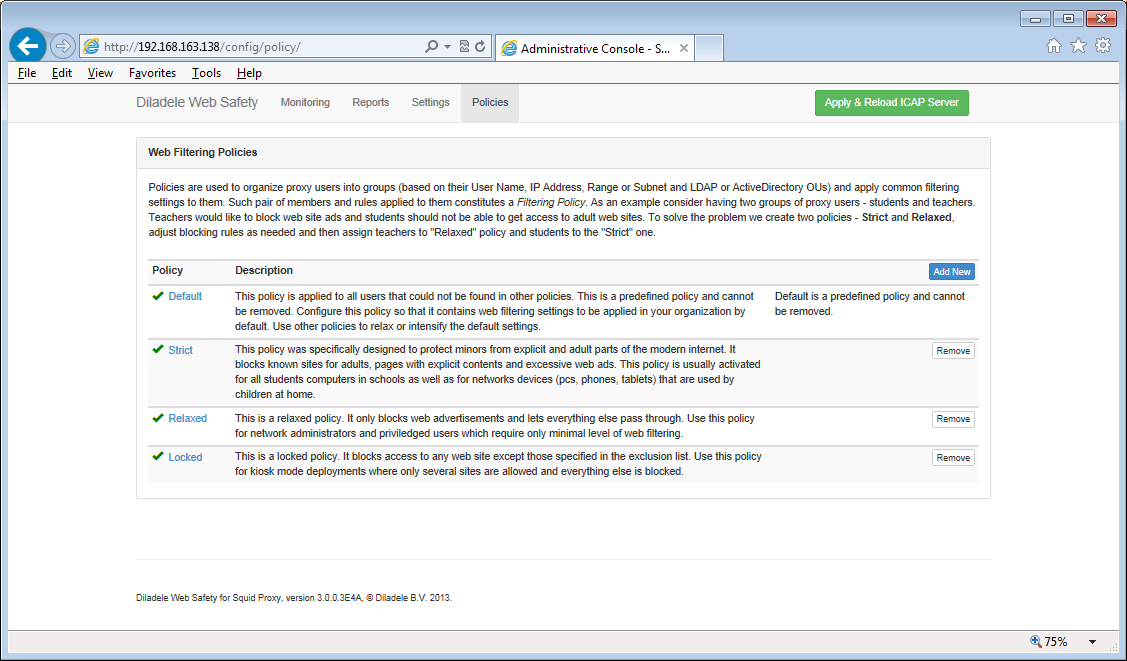 http://192.168.163.138/config/policy/
Administrative Console - S...
File Edit View Favorites Tools Help
Diladele Web Safety Monitoring Reports Settings Policies Apply & Reload ICAP Server
Web Filtering Policies
Policies are used to organize proxy users into groups (based on their User Name, IP Address, Range or Subnet and LDAP or ActiveDirectory OUs) and apply common filtering
settings to them. Such pair of members and rules applied to them constitutes a Filtering Policy. As an example consider having two groups of proxy users - students and teachers.
Teachers would like to block web site ads and students should not be able to get access to adult web sites. To solve the problem we create two policies - Strict and Relaxed,
adjust blocking rules as needed and then assign teachers to "Relaxed" policy and students to the "Strict" one.
Policy Description Add New
Default
This policy is applied to all users that could not be found in other policies. This is a predefined policy and cannot
be removed. Configure this policy so that it contains web filtering settings to be applied in your organization by
default. Use other policies to relax or intensify the default settings.
Default is a predefined policy and cannot
be removed.
Strict
This policy was specifically designed to protect minors from explicit and adult parts of the modern internet. It
blocks known sites for adults, pages with explicit contents and excessive web ads. This policy is usually activated
for all students computers in schools as well as for networks devices (pcs, phones, tablets) that are used by
children at home.
Remove
Relaxed
This is a relaxed policy. It only blocks web advertisements and lets everything else pass through. Use this policy
for network administrators and priviledged users which require only minimal level of web filtering.
Remove
Locked
This is a locked policy. It blocks access to any web site except those specified in the exclusion list. Use this policy
for kiosk mode deployments where only several sites are allowed and everything else is blocked.
Remove
Diladele Web Safety for Squid Proxy, version 3.0.0.3E4A, © Diladele B.V. 2013.
75%